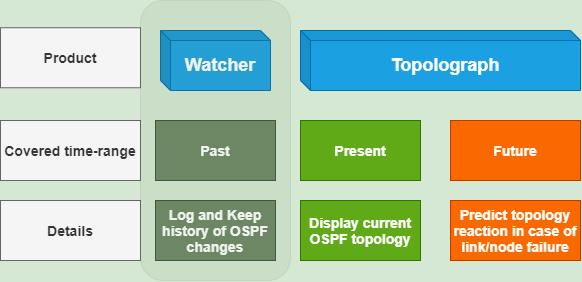 Product
Watcher
Topolograph
Covered time-range
Past
Present
Future
Details
Log and Keep
history of OSPF
changes
Display current
OSPF topology
Predict topology
reaction in case of
link/node failure